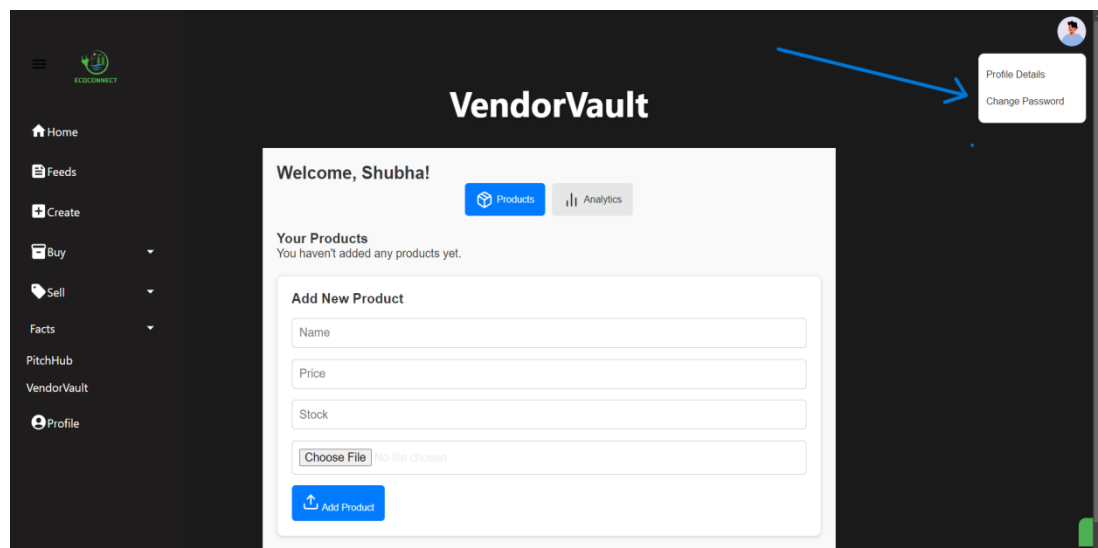 ECOCONNECT
Home
Feeds
Create
Buy
Sell
Facts
PitchHub
VendorVault
Profile
VendorVault
Profile Details
Change Password
Welcome, Shubha!
Products
Analytics
Your Products
You haven't added any products yet.
Add New Product
Name
Price
Stock
Choose File No file chosen
Add Product